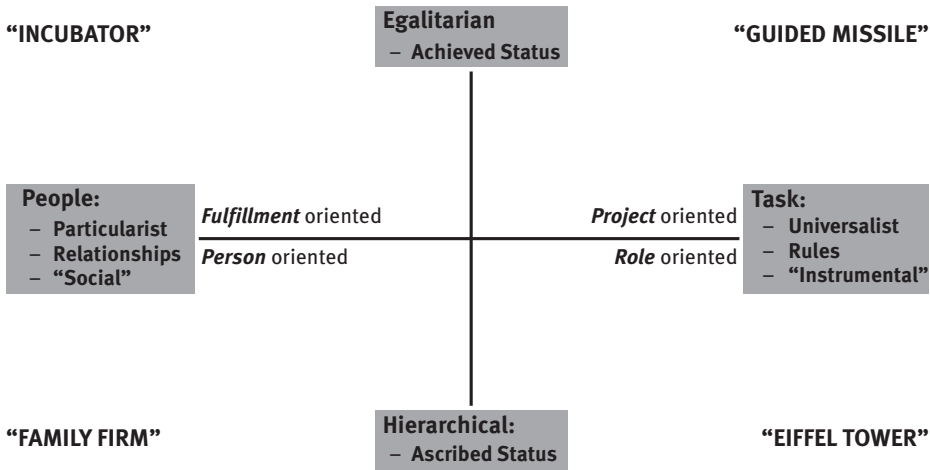 “INCUBATOR”
Egalitarian
– Achieved Status
“GUIDED MISSILE”
People:
– Particularist
– Relationships
– “Social”
Fulfillment oriented
Person oriented
Project oriented
Role oriented
Task:
– Universalist
– Rules
– “Instrumental”
“FAMILY FIRM”
Hierarchical:
– Ascribed Status
“EIFFEL TOWER”